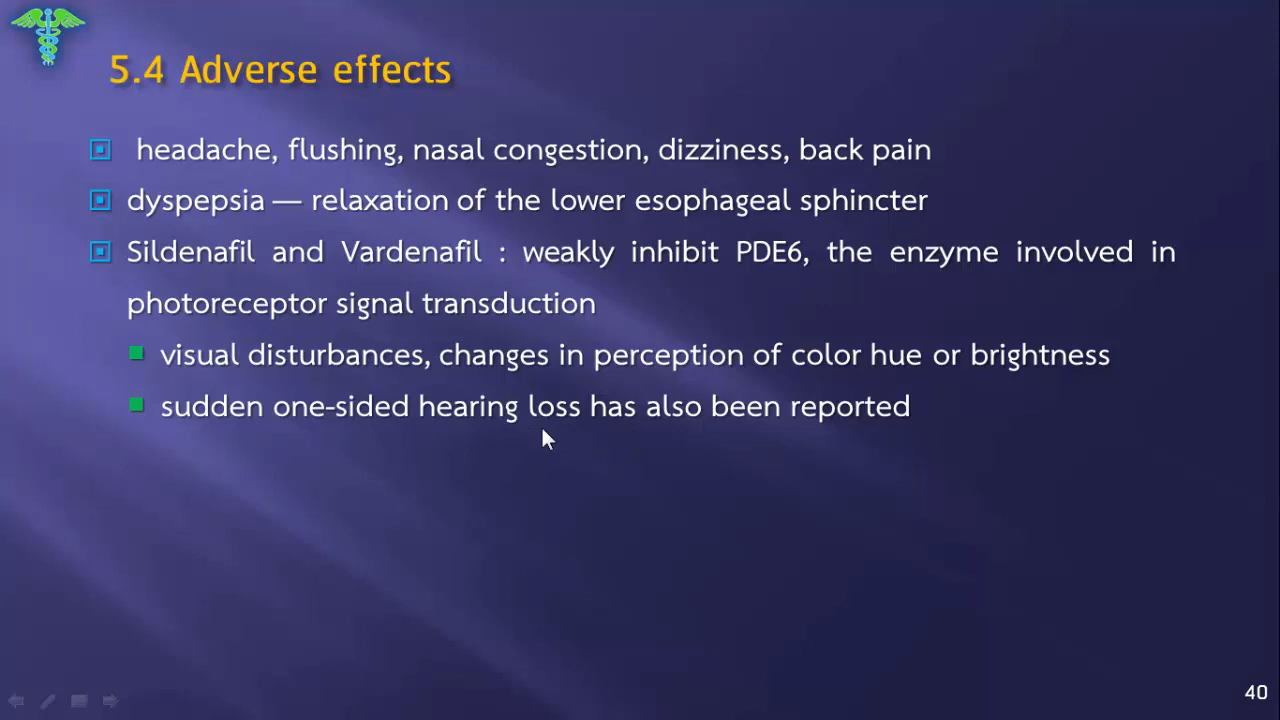 5.4 Adverse effects
headache, flushing, nasal congestion, dizziness, back pain
dyspepsia — relaxation of the lower esophageal sphincter
Sildenafil and Vardenafil : weakly inhibit PDE6, the enzyme involved in
photoreceptor signal transduction
visual disturbances, changes in perception of color hue or brightness
sudden one-sided hearing loss has also been reported
40